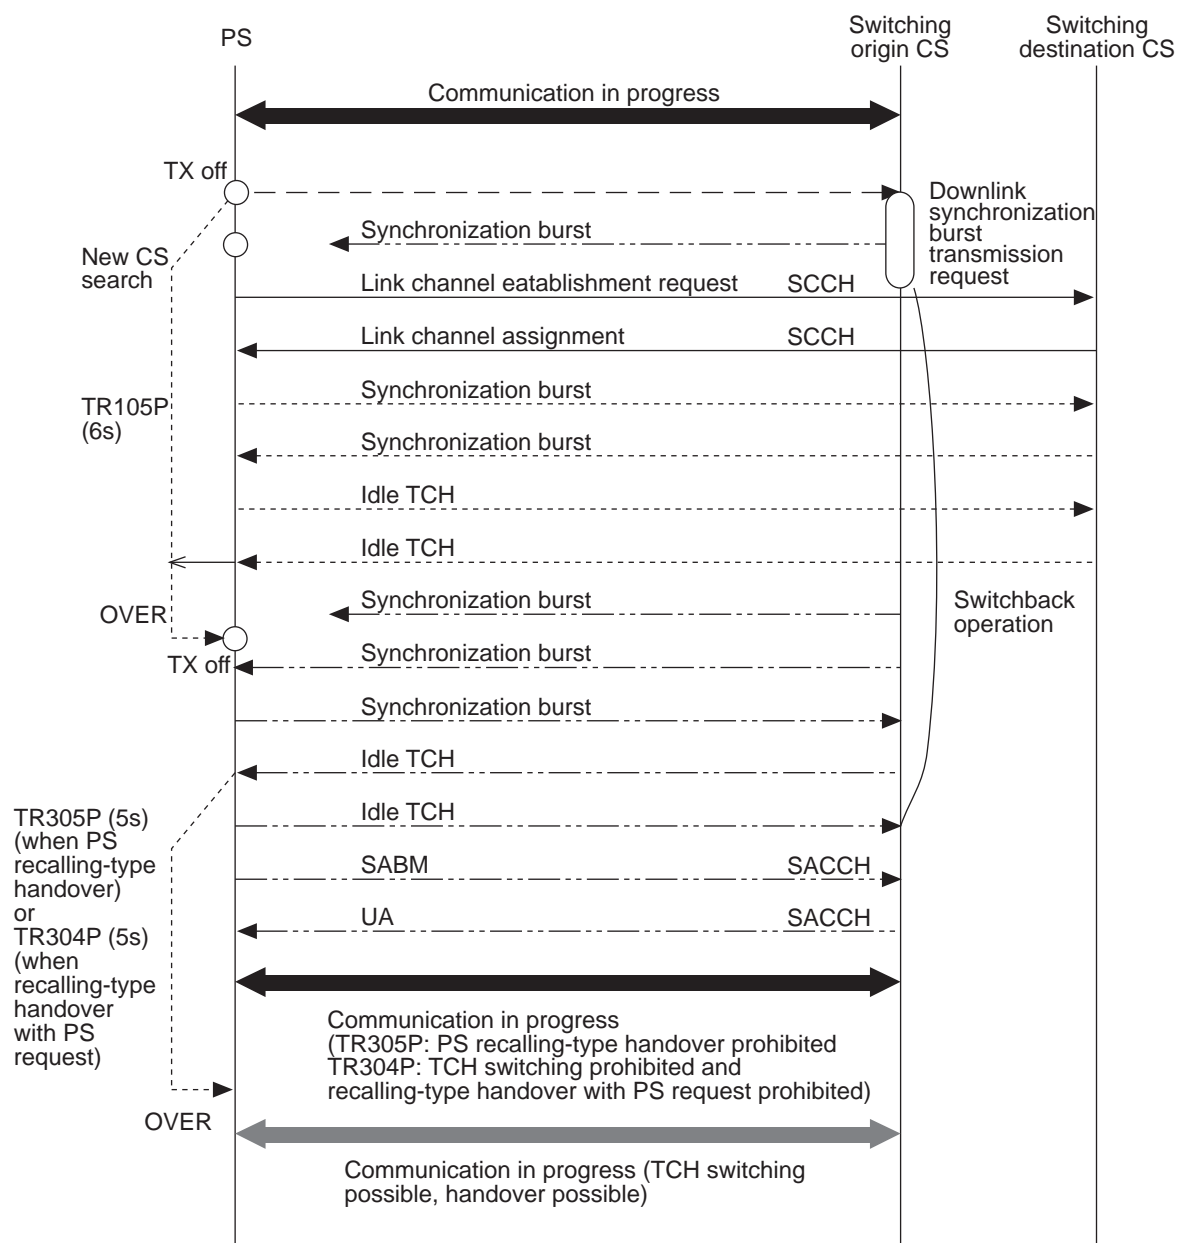 PS
Switching
origin CS
Switching
destination CS
Communication in progress
TX off
Downlink
synchronization
burst
transmission
request
Synchronization burst
New CS
search
Link channel eatablishment request
SCCH
Link channel assignment
SCCH
Synchronization burst
TR105P
(6s)
Synchronization burst
Idle TCH
Idle TCH
Synchronization burst
Switchback
operation
OVER
TX off
Synchronization burst
Synchronization burst
Idle TCH
Idle TCH
TR305P (5s)
(when PS
recalling-type
handover)
or
TR304P (5s)
(when
recalling-type
handover
with PS
request)
SABM
SACCH
UA
SACCH
Communication in progress
(TR305P: PS recalling-type handover prohibited
TR304P: TCH switching prohibited and
recalling-type handover with PS request prohibited)
OVER
Communication in progress (TCH switching
possible, handover possible)